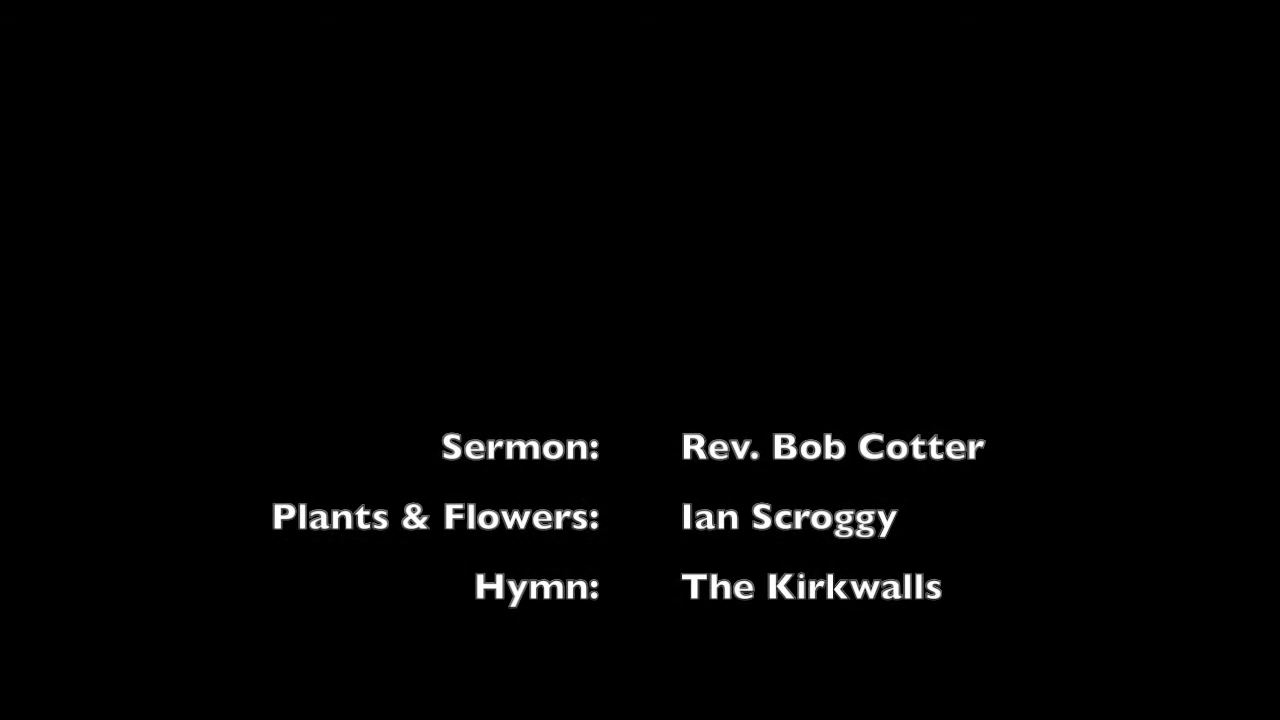 Sermon: Rev. Bob Cotter
Plants & Flowers: Ian Scroggy
Hymn: The Kirkwalls